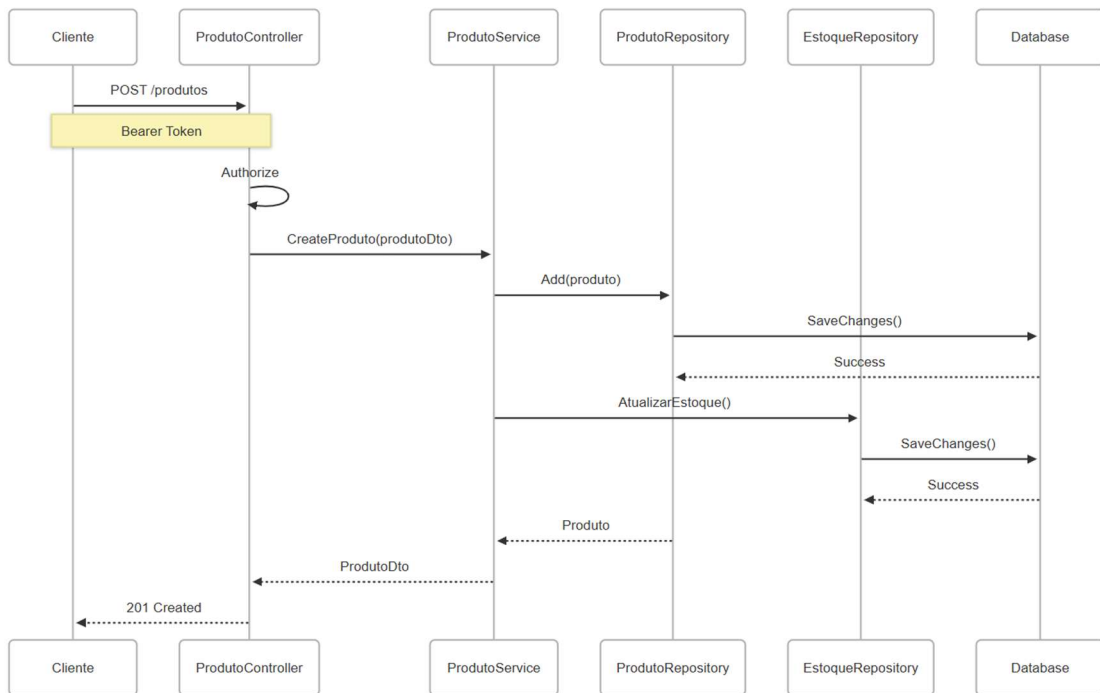 Cliente
ProdutoController
ProdutoService
ProdutoRepository
EstoqueRepository
Database
POST /produtos
Bearer Token
Authorize
CreateProduto(produtoDto)
Add(produto)
SaveChanges()
Success
AtualizarEstoque()
SaveChanges()
Success
Produto
ProdutoDto
201 Created
Cliente
ProdutoController
ProdutoService
ProdutoRepository
EstoqueRepository
Database